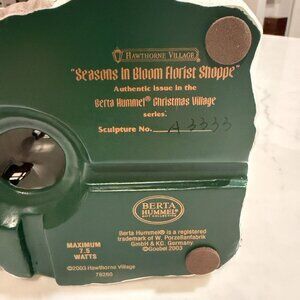 HAWTHORNE VILLAGE
"Seasons In Bloom Florist Shoppe"
Authentic Issue in the
Berta Hummel® Christmas Village
series.
Sculpture No. A3333
BERTA
HUMMEL®
Berta Hummel® is a registered
trademark of W. Porzellanfabrik
GmbH & KG. Germany.
©Goebel 2003
MAXIMUM
7.5
WATTS
©2003 Hawthorne Village
78260